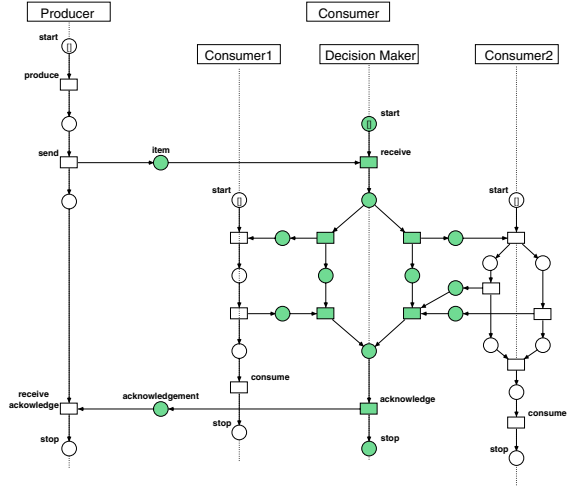 Producer
Consumer
start
Consumer1
Decision Maker
Consumer2
[]
produce
start
[]
item
send
receive
start
start
[]
[]
consume
receive
ackowledge
acknowledgement
acknowledge
consume
stop
stop
stop
stop